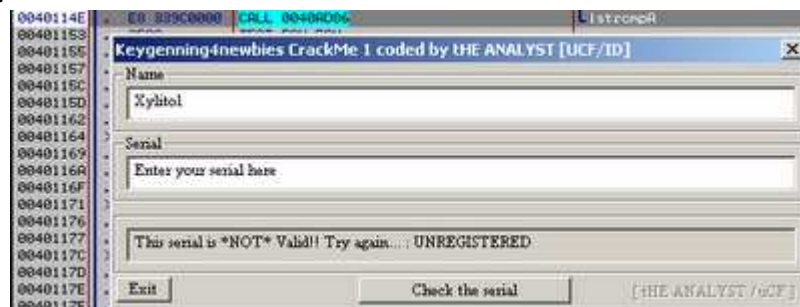 0040114E . E8 B39C0000 CALL 0040AD06 lstrcmpA
00401153
00401155
00401157
0040115C
0040115D
00401162
00401164
00401169
0040116A
0040116F
00401171
00401176
00401177
0040117C
0040117D
0040117E
Keygenning4newbies CrackMe 1 coded by tHE ANALYST [UCF/ID]
Name
Xylitol
Serial
Enter your serial here
This serial is *NOT* Valid!! Try again... : UNREGISTERED
Exit Check the serial [tHE ANALYST /uCF]